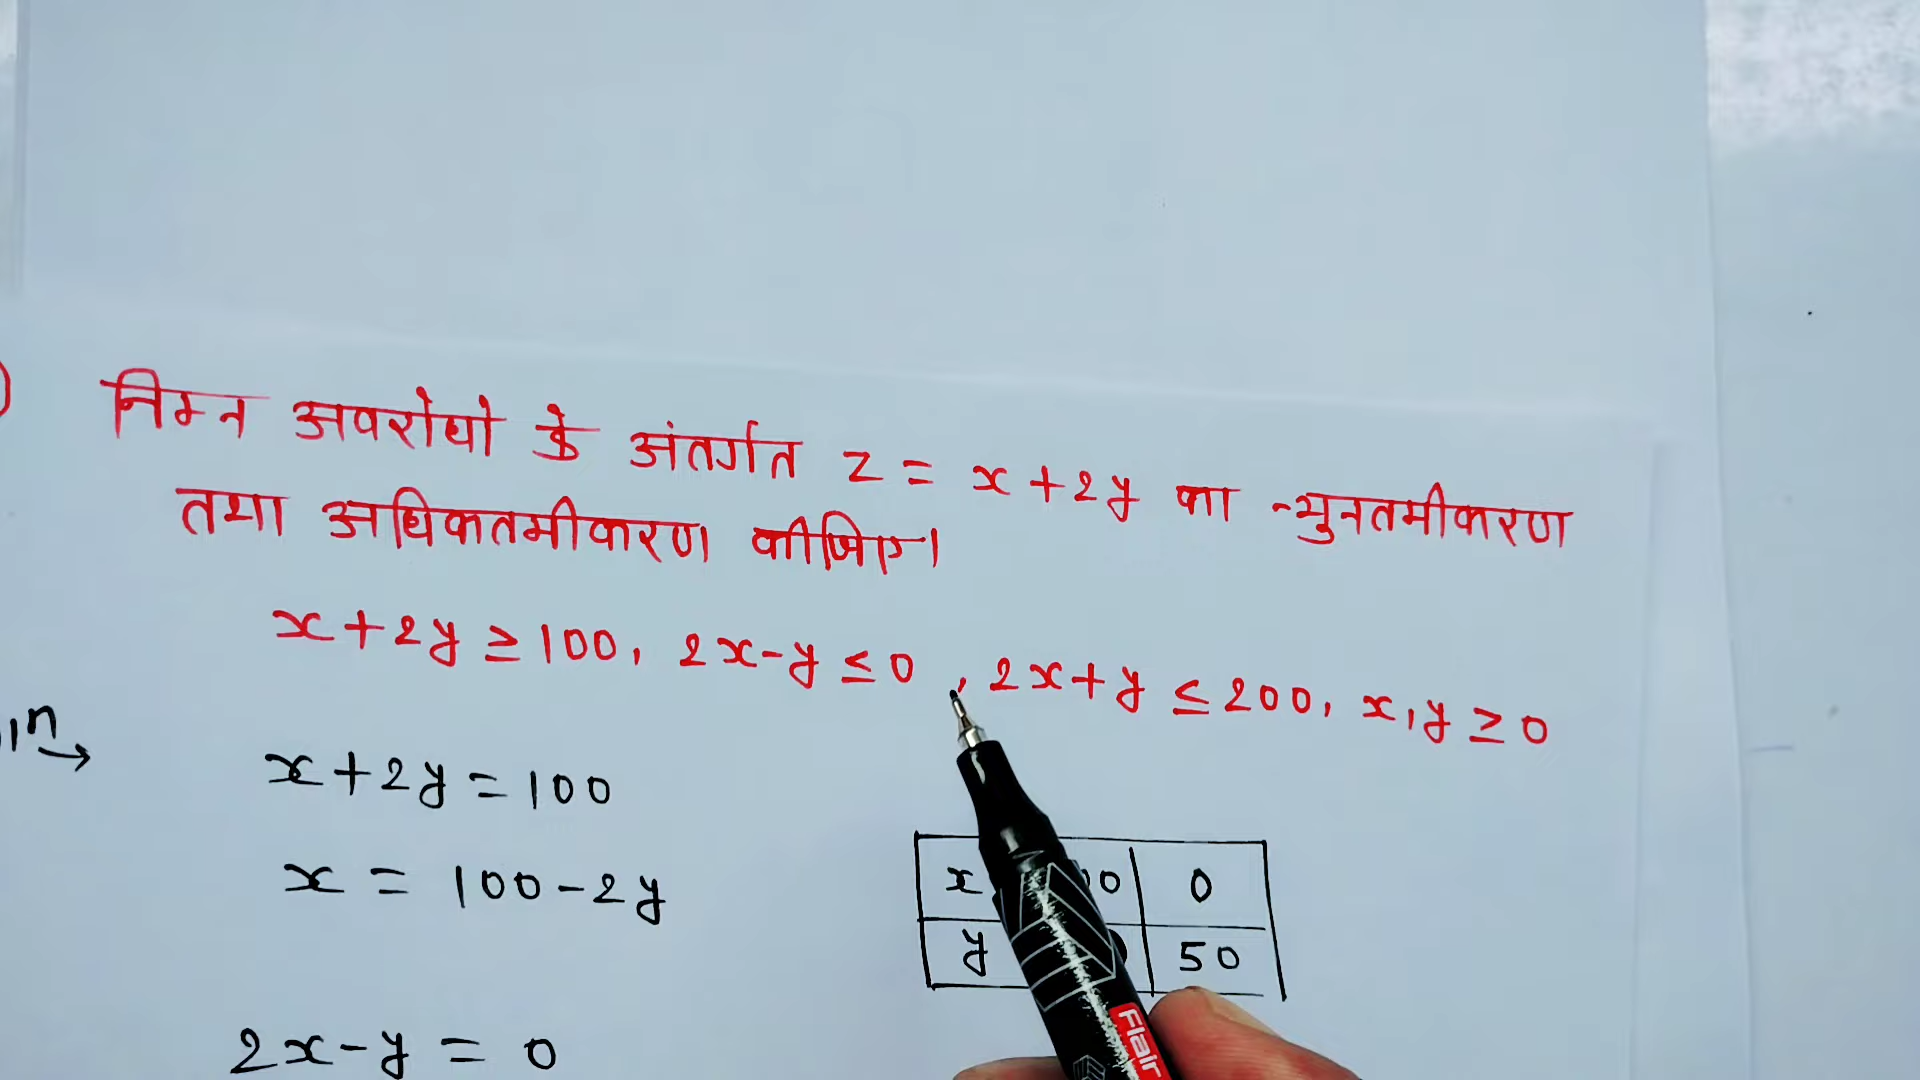 निम्न अवरोधो के अंतर्गत z = x + 2y का न्युनतमीकरण
तथा अधिकतमीकरण कीजिए।
x + 2y ≥ 100, 2x - y ≤ 0, 2x + y ≤ 200, x, y ≥ 0
x + 2y = 100
x = 100 - 2y
x 0
y 50
2x - y = 0
Flair